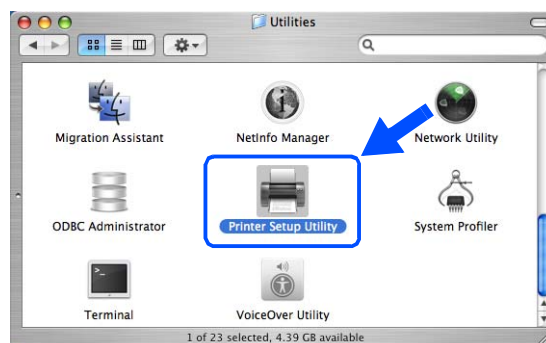 Utilities
Migration Assistant
NetInfo Manager
Network Utility
ODBC Administrator
Printer Setup Utility
System Profiler
Terminal
VoiceOver Utility
1 of 23 selected, 4.39 GB available